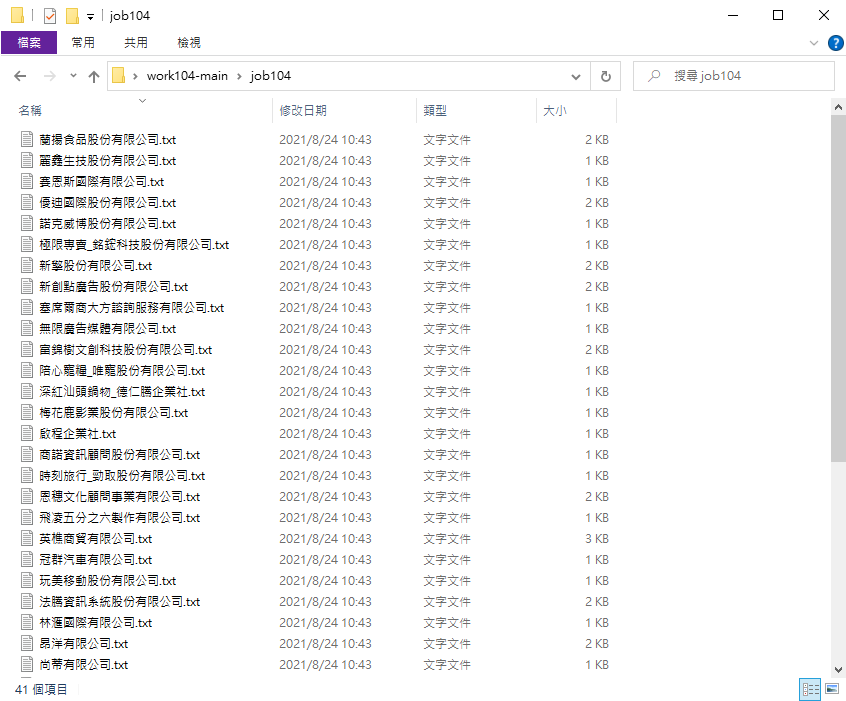 job104
檔案 常用 共用 檢視
work104-main › job104 搜尋 job104
名稱 修改日期 類型 大小
蘭揚食品股份有限公司.txt 2021/8/24 10:43 文字文件 2 KB
麗鑫生技股份有限公司.txt 2021/8/24 10:43 文字文件 1 KB
賽恩斯國際有限公司.txt 2021/8/24 10:43 文字文件 1 KB
優迪國際股份有限公司.txt 2021/8/24 10:43 文字文件 2 KB
諾克威博股份有限公司.txt 2021/8/24 10:43 文字文件 1 KB
極限專賣_銘鋐科技股份有限公司.txt 2021/8/24 10:43 文字文件 1 KB
新擎股份有限公司.txt 2021/8/24 10:43 文字文件 2 KB
新創點廣告股份有限公司.txt 2021/8/24 10:43 文字文件 2 KB
塞席爾商大方諮詢服務有限公司.txt 2021/8/24 10:43 文字文件 1 KB
無限廣告媒體有限公司.txt 2021/8/24 10:43 文字文件 1 KB
富錦樹文創科技股份有限公司.txt 2021/8/24 10:43 文字文件 2 KB
陪心寵糧_唯寵股份有限公司.txt 2021/8/24 10:43 文字文件 1 KB
深紅汕頭鍋物_德仁騰企業社.txt 2021/8/24 10:43 文字文件 1 KB
梅花鹿影業股份有限公司.txt 2021/8/24 10:43 文字文件 1 KB
啟程企業社.txt 2021/8/24 10:43 文字文件 1 KB
商諾資訊顧問股份有限公司.txt 2021/8/24 10:43 文字文件 1 KB
時刻旅行_勁取股份有限公司.txt 2021/8/24 10:43 文字文件 1 KB
恩穗文化顧問事業有限公司.txt 2021/8/24 10:43 文字文件 2 KB
飛凌五分之六製作有限公司.txt 2021/8/24 10:43 文字文件 1 KB
英樵商貿有限公司.txt 2021/8/24 10:43 文字文件 3 KB
冠群汽車有限公司.txt 2021/8/24 10:43 文字文件 1 KB
玩美移動股份有限公司.txt 2021/8/24 10:43 文字文件 1 KB
法騰資訊系統股份有限公司.txt 2021/8/24 10:43 文字文件 2 KB
林滙國際有限公司.txt 2021/8/24 10:43 文字文件 1 KB
昂洋有限公司.txt 2021/8/24 10:43 文字文件 2 KB
尚蒂有限公司.txt 2021/8/24 10:43 文字文件 1 KB
41 個項目